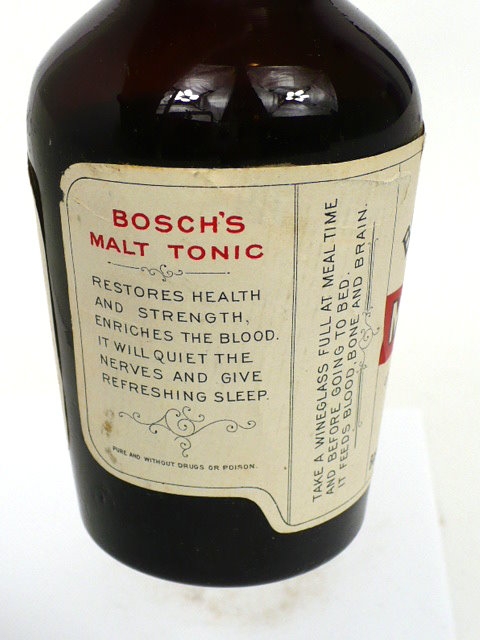 BOSCH'S
MALT TONIC
RESTORES HEALTH
AND STRENGTH,
ENRICHES THE BLOOD.
IT WILL QUIET THE
NERVES AND GIVE
REFRESHING SLEEP.
PURE AND WITHOUT DRUGS OR POISON.
TAKE A WINEGLASS FULL AT MEAL TIME
AND BEFORE GOING TO BED.
IT FEEDS BLOOD, BONE AND BRAIN.